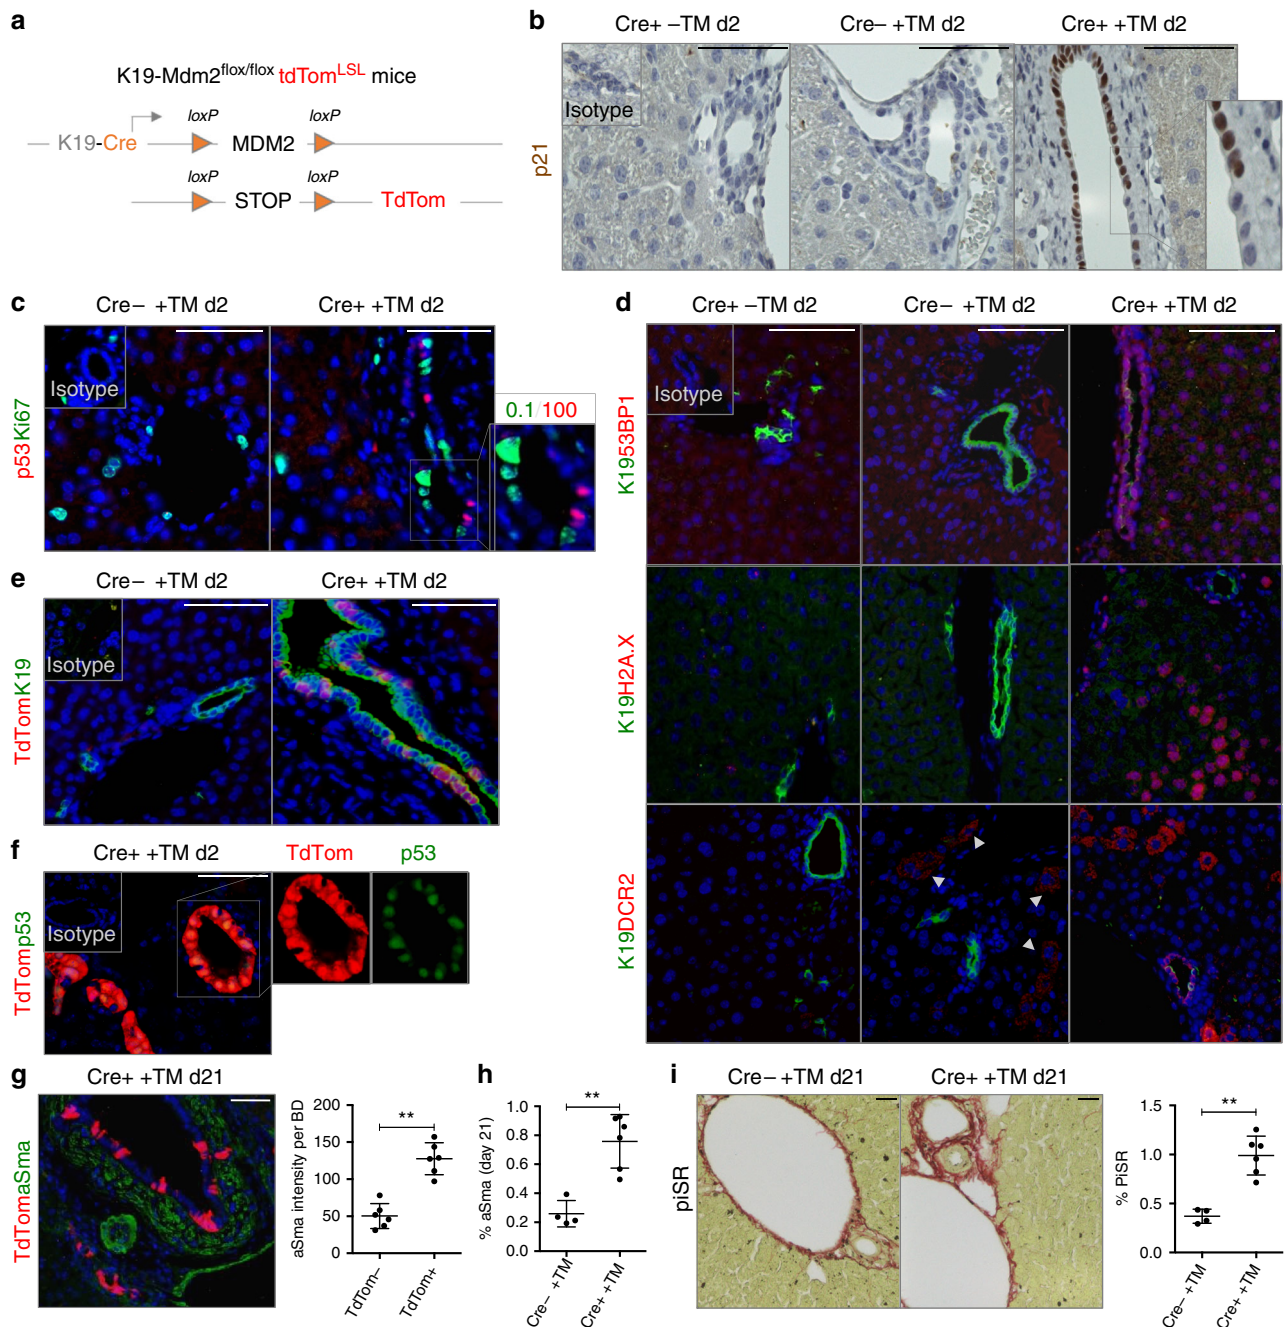 a
K19-Mdm2flox/flox tdTomLSL mice
loxP loxP
K19-Cre MDM2
loxP loxP
STOP TdTom
b
Cre+ –TM d2 Cre– +TM d2 Cre+ +TM d2
p21
Isotype
c
Cre– +TM d2 Cre+ +TM d2
p53Ki67
Isotype
0.1/100
d
Cre+ –TM d2 Cre– +TM d2 Cre+ +TM d2
K1953BP1
Isotype
K19H2A.X
K19DCR2
e
Cre– +TM d2 Cre+ +TM d2
TdTomK19
Isotype
f
Cre+ +TM d2 TdTom p53
TdTomp53
Isotype
g
Cre+ +TM d21
TdTomaSma
aSma intensity per BD
200
150
100
50
0
**
TdTom– TdTom+
h
% aSma (day 21)
1.0
0.8
0.6
0.4
0.2
0.0
**
Cre– +TM Cre+ +TM
i
Cre– +TM d21 Cre+ +TM d21
piSR
% PiSR
1.5
1.0
0.5
0.0
**
Cre– +TM Cre+ +TM